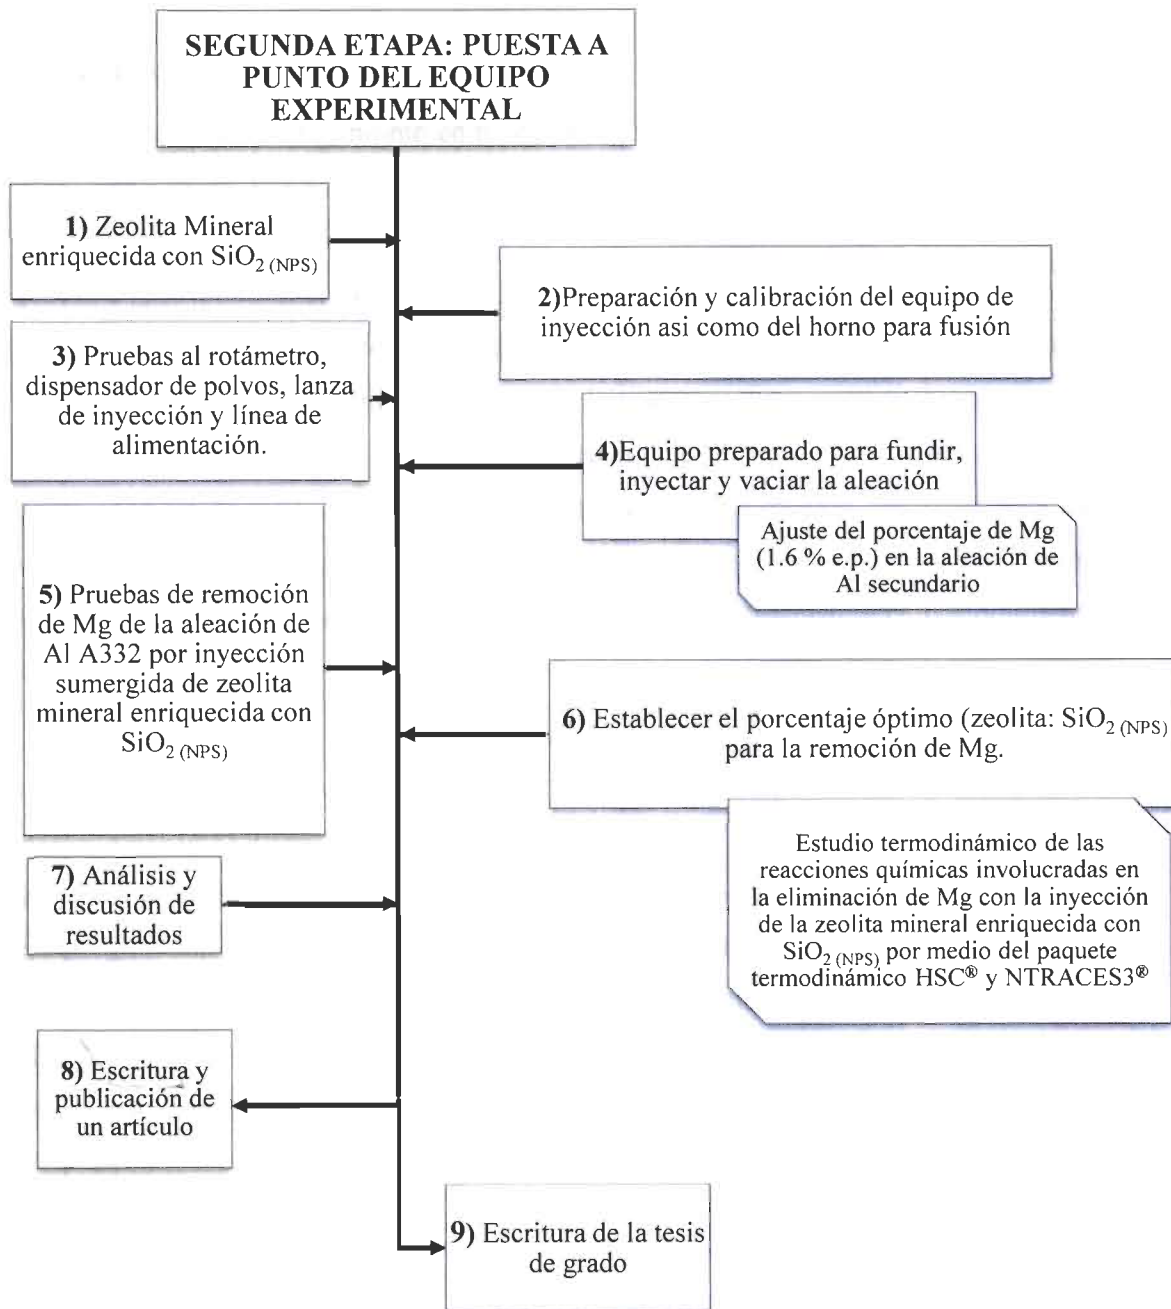 SEGUNDA ETAPA: PUESTA A
PUNTO DEL EQUIPO
EXPERIMENTAL
1) Zeolita Mineral
enriquecida con SiO2 (NPS)
2)Preparación y calibración del equipo de
inyección asi como del horno para fusión
3) Pruebas al rotámetro,
dispensador de polvos, lanza
de inyección y línea de
alimentación.
4)Equipo preparado para fundir,
inyectar y vaciar la aleación
Ajuste del porcentaje de Mg
(1.6 % e.p.) en la aleación de
Al secundario
5) Pruebas de remoción
de Mg de la aleación de
Al A332 por inyección
sumergida de zeolita
mineral enriquecida con
SiO2 (NPS)
6) Establecer el porcentaje óptimo (zeolita: SiO2 (NPS)
para la remoción de Mg.
Estudio termodinámico de las
reacciones químicas involucradas en
la eliminación de Mg con la inyección
de la zeolita mineral enriquecida con
SiO2 (NPS) por medio del paquete
termodinámico HSC® y NTRACES3®
7) Análisis y
discusión de
resultados
8) Escritura y
publicación de
un artículo
9) Escritura de la tesis
de grado